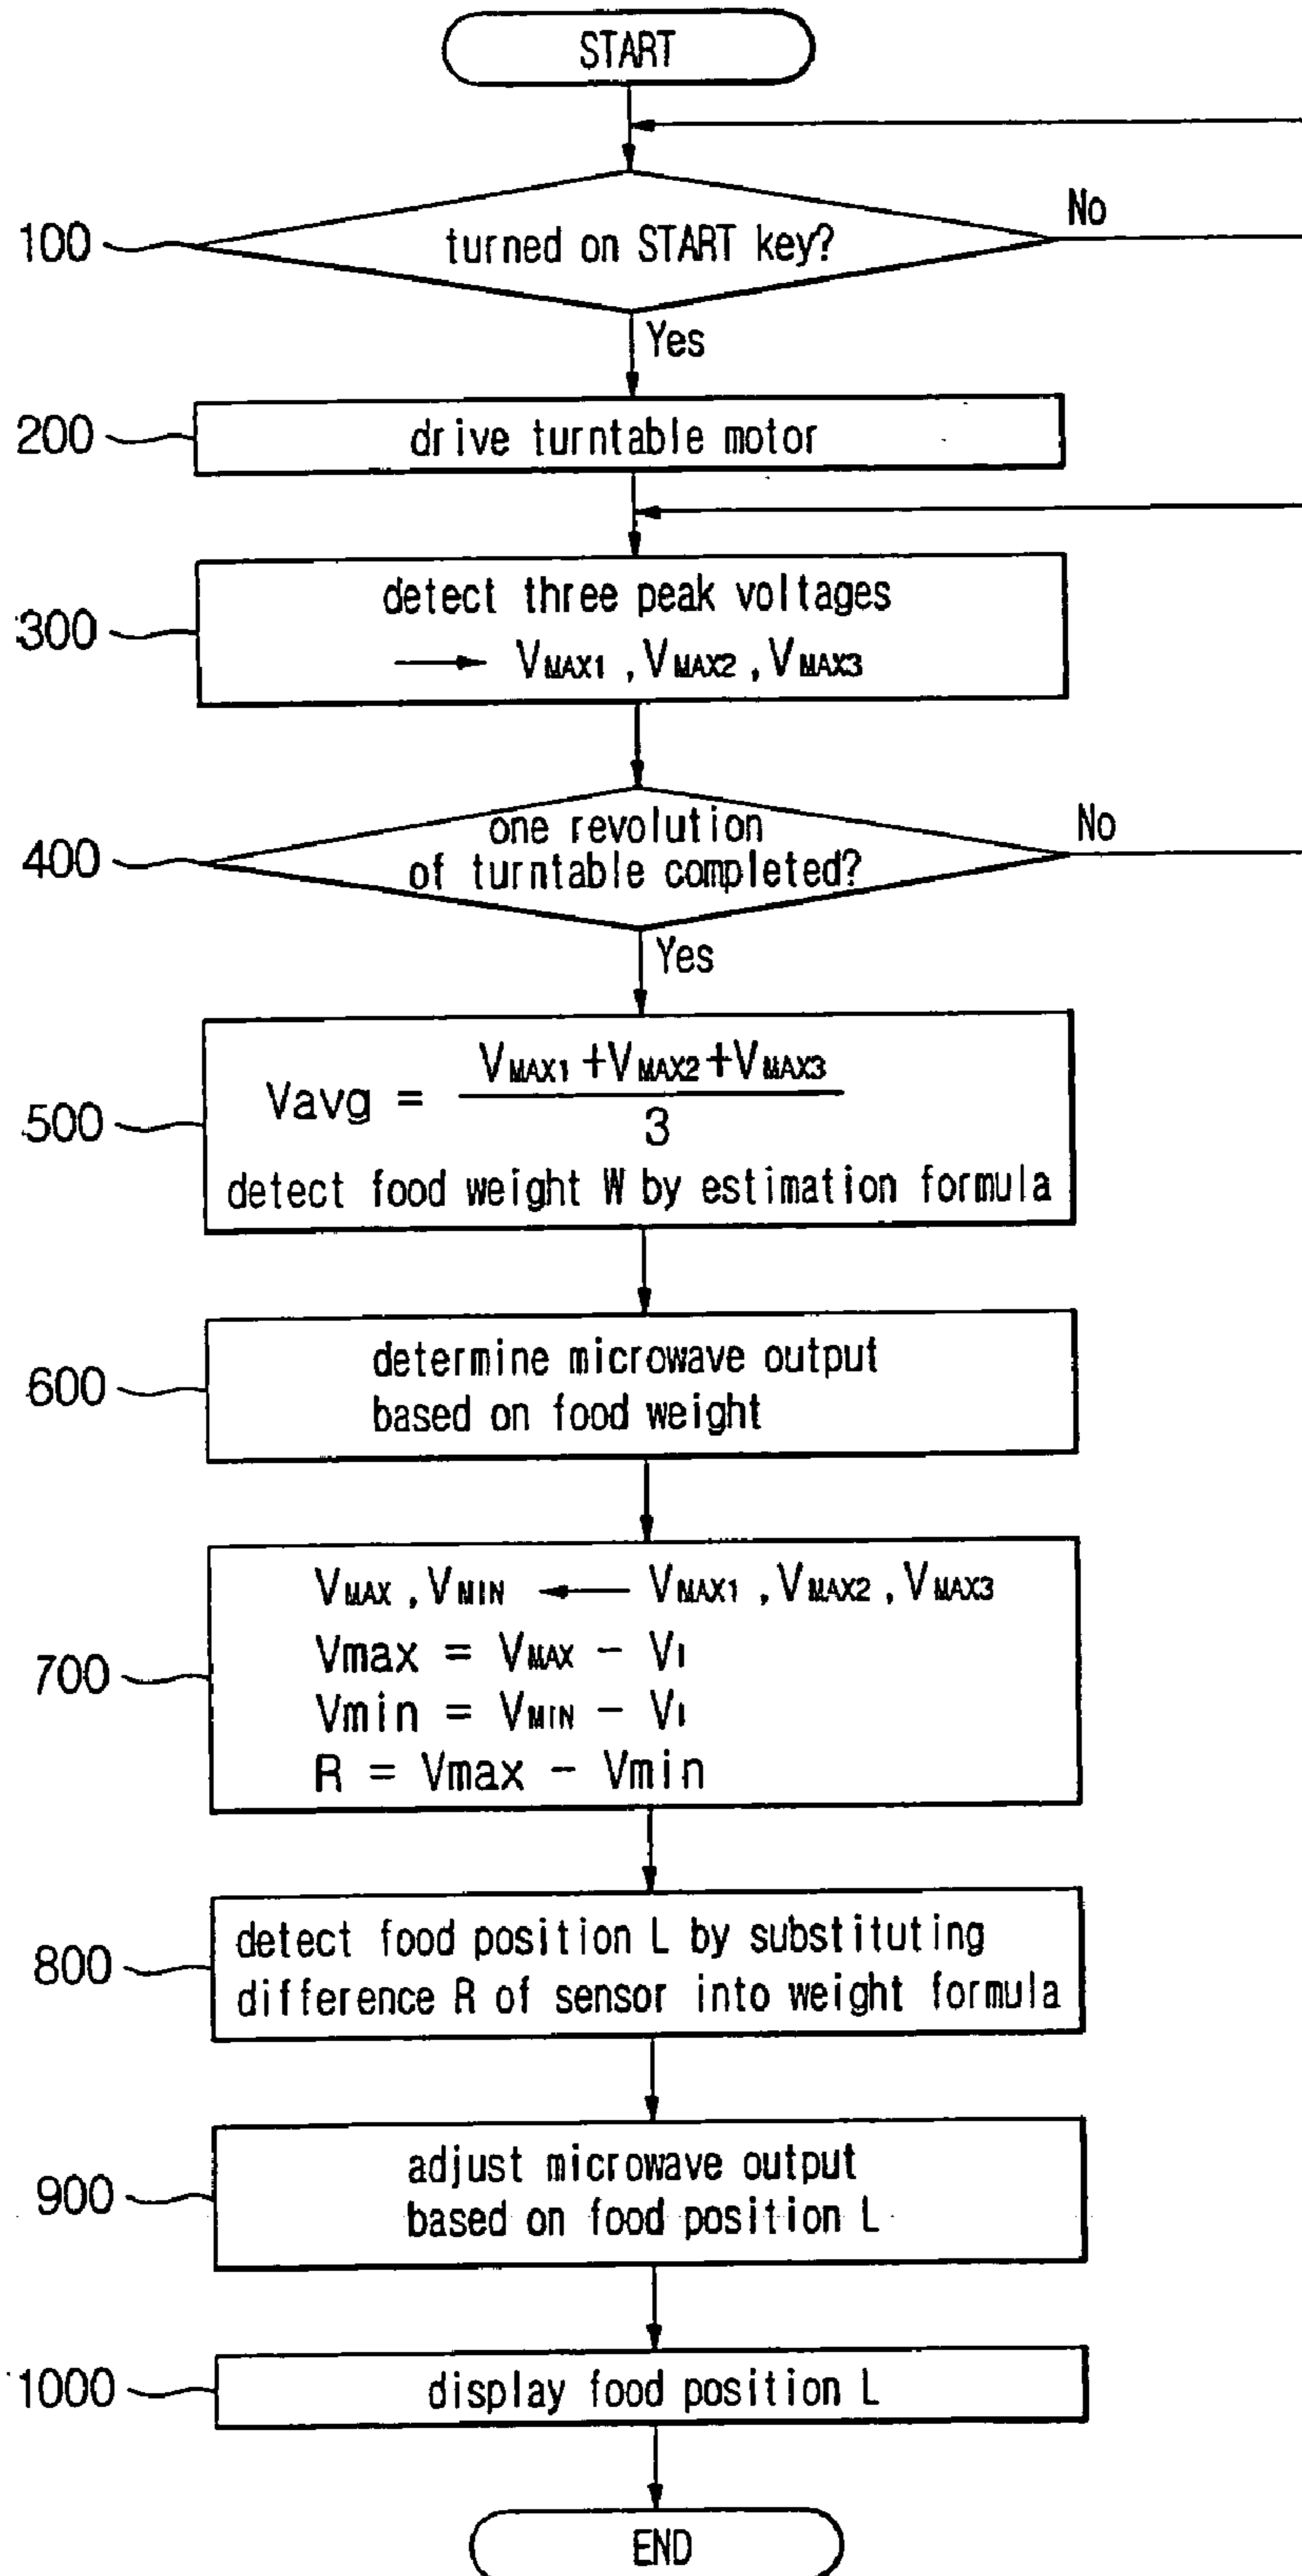 START
No
100
turned on START key?
Yes
200
drive turntable motor
300
detect three peak voltages
→ VMAX1 , VMAX2 , VMAX3
400
one revolution
of turntable completed?
No
Yes
500
Vavg = VMAX1 +VMAX2 +VMAX3
3
detect food weight W by estimation formula
600
determine microwave output
based on food weight
700
VMAX , VMIN ← VMAX1 , VMAX2 , VMAX3
Vmax = VMAX − VI
Vmin = VMIN − VI
R = Vmax − Vmin
800
detect food position L by substituting
difference R of sensor into weight formula
900
adjust microwave output
based on food position L
1000
display food position L
END